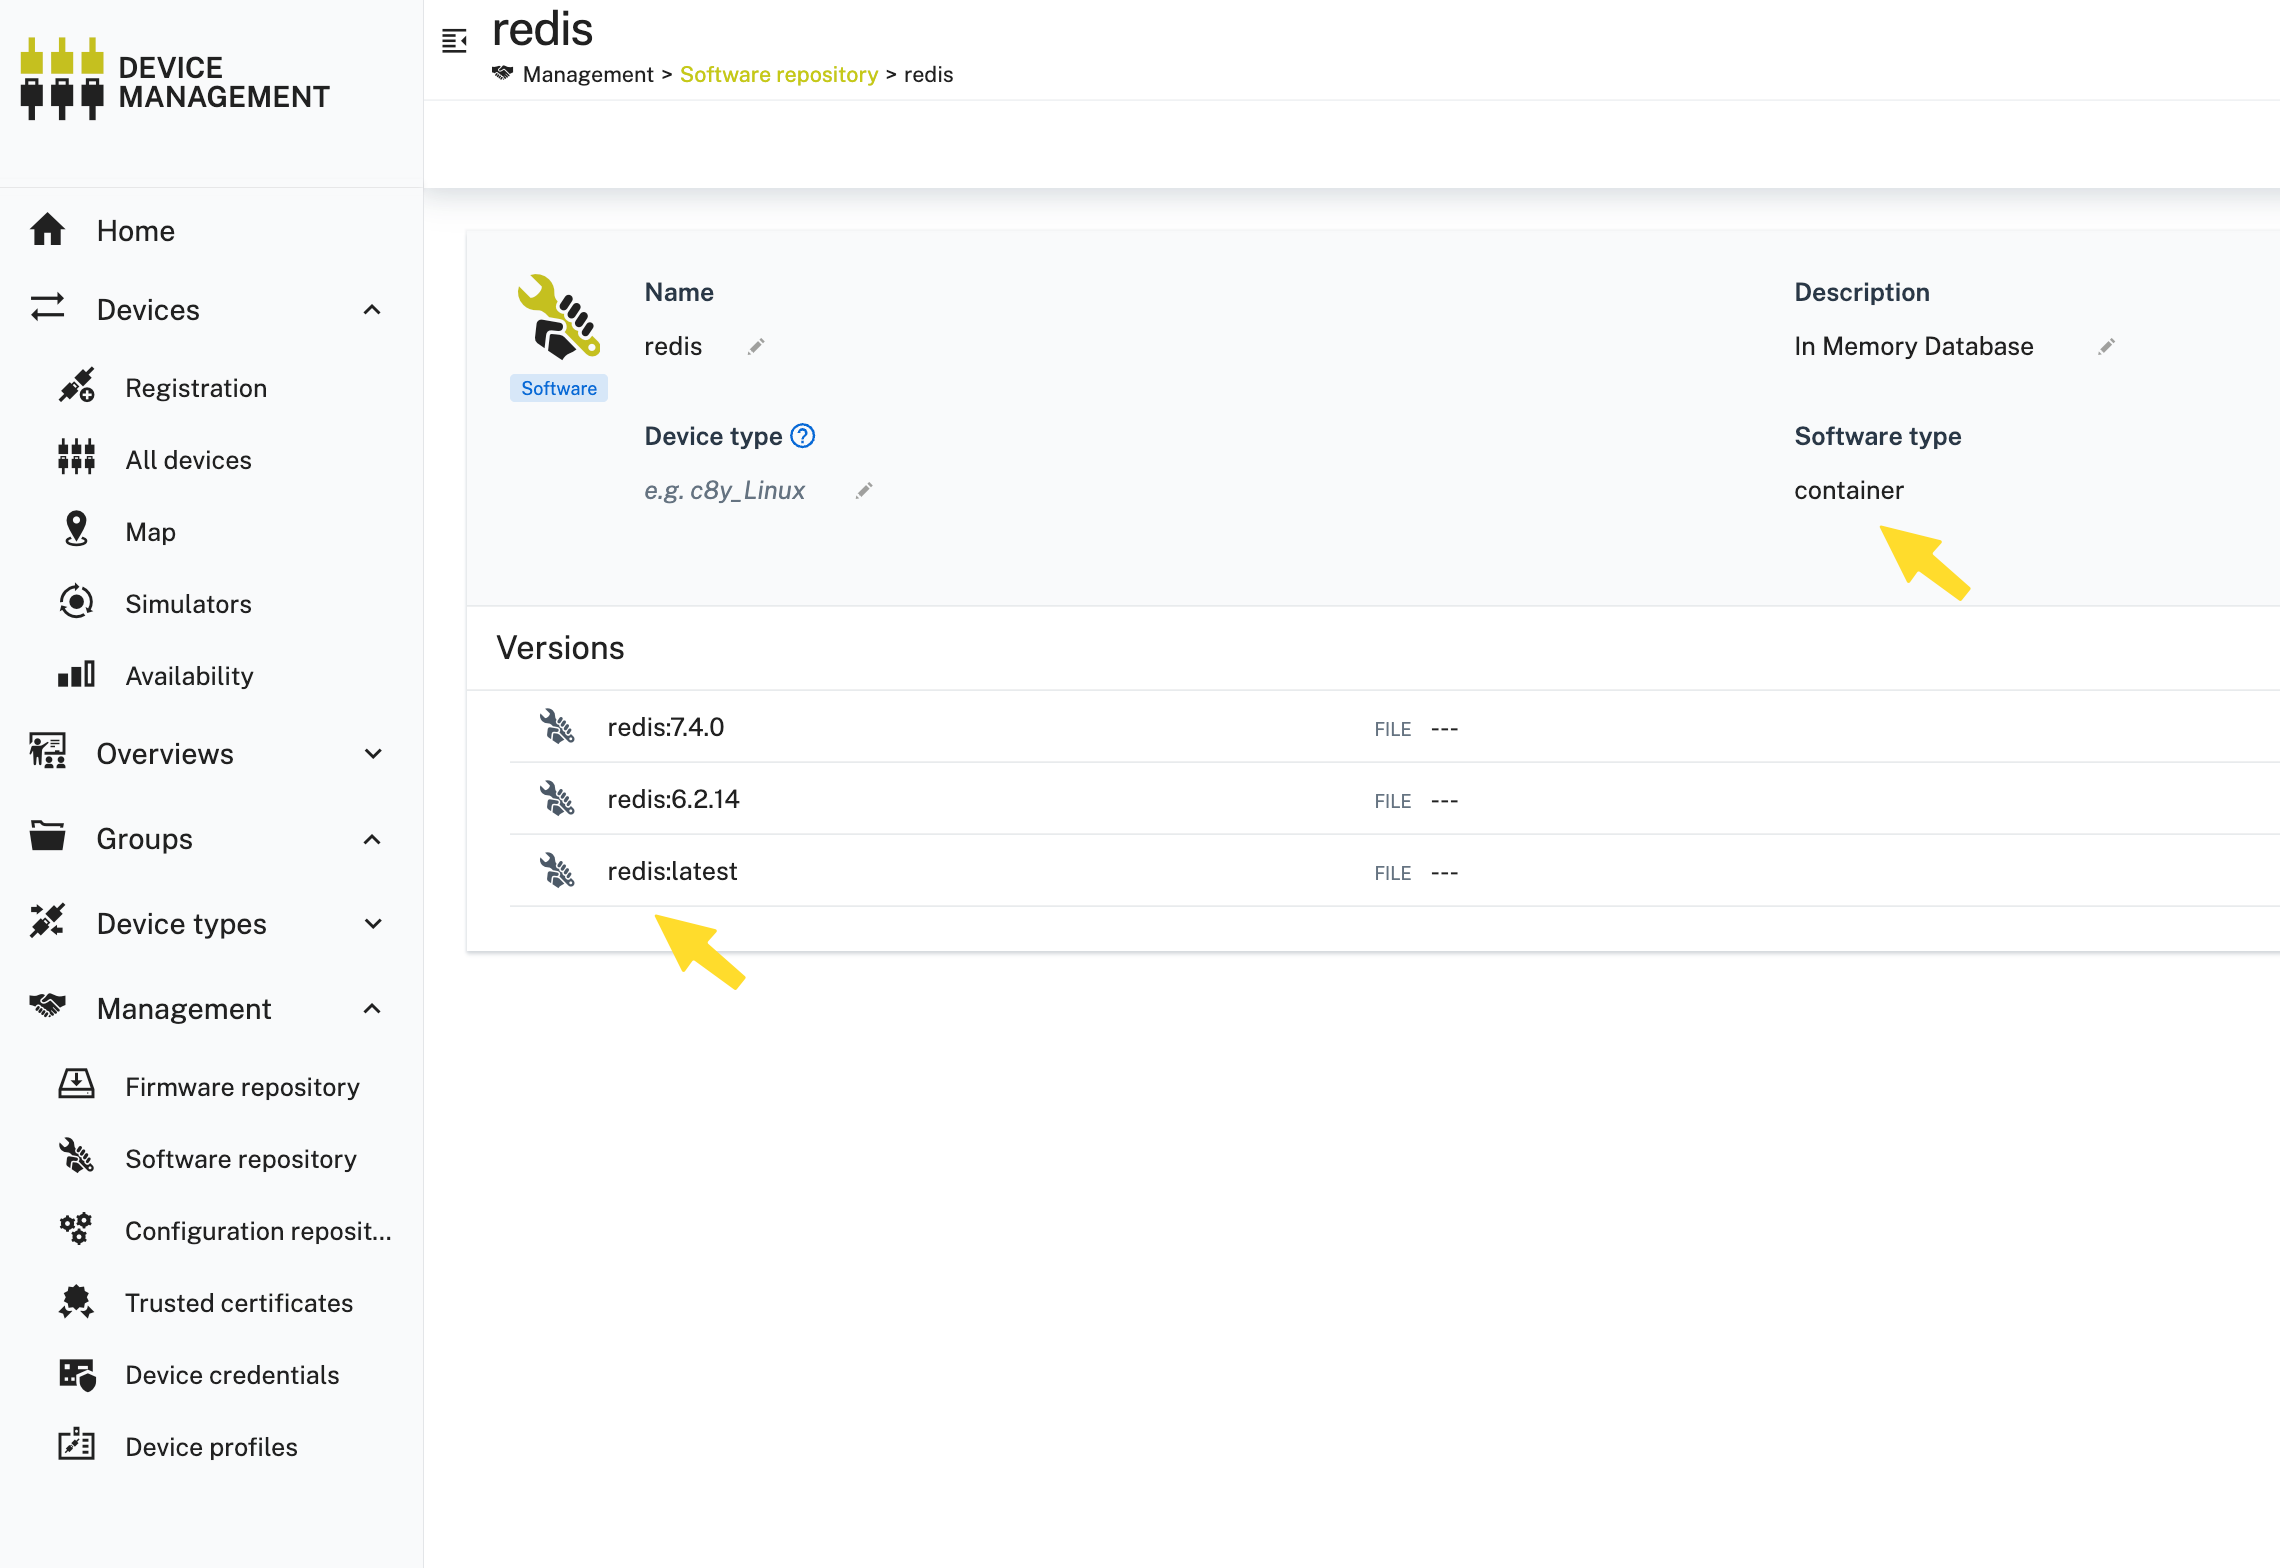 DEVICE
MANAGEMENT
Home
Devices
Registration
All devices
Map
Simulators
Availability
Overviews
Groups
Device types
Management
Firmware repository
Software repository
Configuration reposit...
Trusted certificates
Device credentials
Device profiles
redis
Management > Software repository > redis
Software
Name
redis
Description
In Memory Database
Device type ?
e.g. c8y_Linux
Software type
container
Versions
redis:7.4.0 FILE ---
redis:6.2.14 FILE ---
redis:latest FILE ---